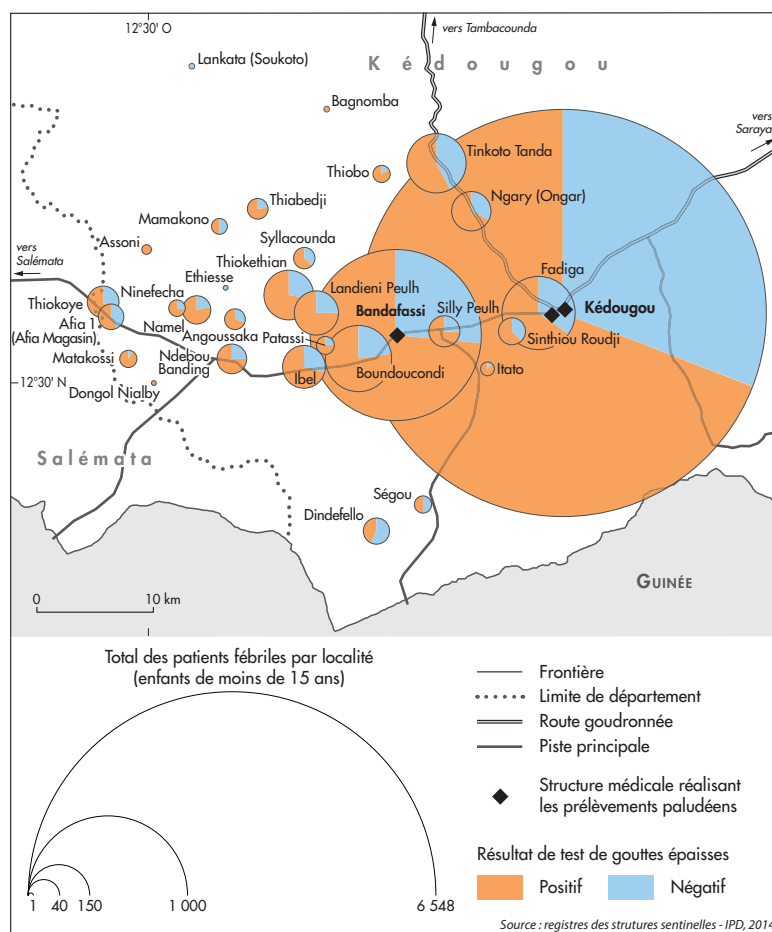 12°30' O
vers Tambacounda
Lankata (Soukoto)
Kédougou
Bagnomba
vers
Saraya
Tinkoto Tanda
Thiobo
Ngary (Ongar)
Thiabedji
Mamakono
Assoni
Syllacounda
vers
Salémata
Thiokethian
Fadiga
Ethiesse
Ninefecha
Landieni Peulh
Thiokoye
Bandafassi
Silly Peulh
Kédougou
Afia 1
(Afia Magasin)
Namel
Angoussaka
Patassi
Sinthiou Roudji
Matakossi
Ndebou
Banding
Ibel
Boundoucondi
Itato
12°30' N
Dongol Nialby
Salémata
Ségou
Dindefello
GUINÉE
0 10 km
Total des patients fébriles par localité
(enfants de moins de 15 ans)
1 40 150 1 000 6 548
Frontière
Limite de département
Route goudronnée
Piste principale
Structure médicale réalisant
les prélèvements paludéens
Résultat de test de gouttes épaisses
Positif Négatif
Source : registres des strutures sentinelles - IPD, 2014